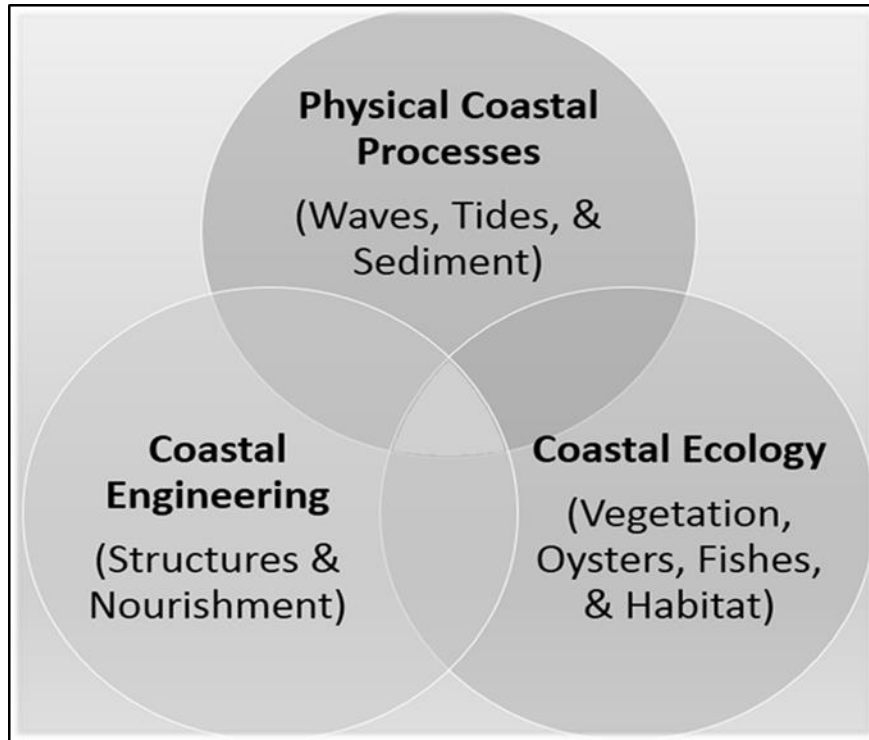 Physical Coastal
Processes
(Waves, Tides, &
Sediment)
Coastal
Engineering
(Structures &
Nourishment)
Coastal Ecology
(Vegetation,
Oysters, Fishes,
& Habitat)